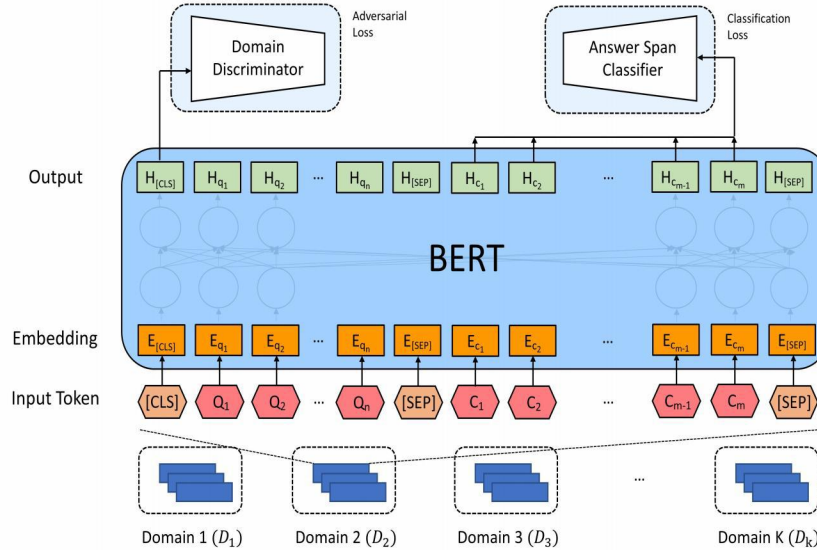 Adversarial
Loss
Domain
Discriminator
Classification
Loss
Answer Span
Classifier
Output
H[CLS] Hq1 Hq2 ... Hqn H[SEP] Hc1 Hc2 ... Hcm-1 Hcm H[SEP]
BERT
Embedding
E[CLS] Eq1 Eq2 ... Eqn E[SEP] Ec1 Ec2 ... Ecm-1 Ecm E[SEP]
Input Token
[CLS] Q1 Q2 ... Qn [SEP] C1 C2 ... Cm-1 Cm [SEP]
...
Domain 1 (D1) Domain 2 (D2) Domain 3 (D3) Domain K (Dk)